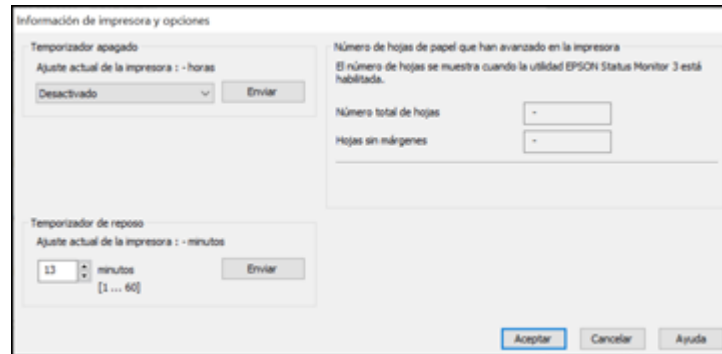 Información de impresora y opciones
Temporizador apagado
Ajuste actual de la impresora : - horas
Desactivado
Enviar
Número de hojas de papel que han avanzado en la impresora
El número de hojas se muestra cuando la utilidad EPSON Status Monitor 3 está
habilitada.
Número total de hojas
-
Hojas sin márgenes
-
Temporizador de reposo
Ajuste actual de la impresora : - minutos
13 minutos
[1 ... 60]
Enviar
Aceptar
Cancelar
Ayuda